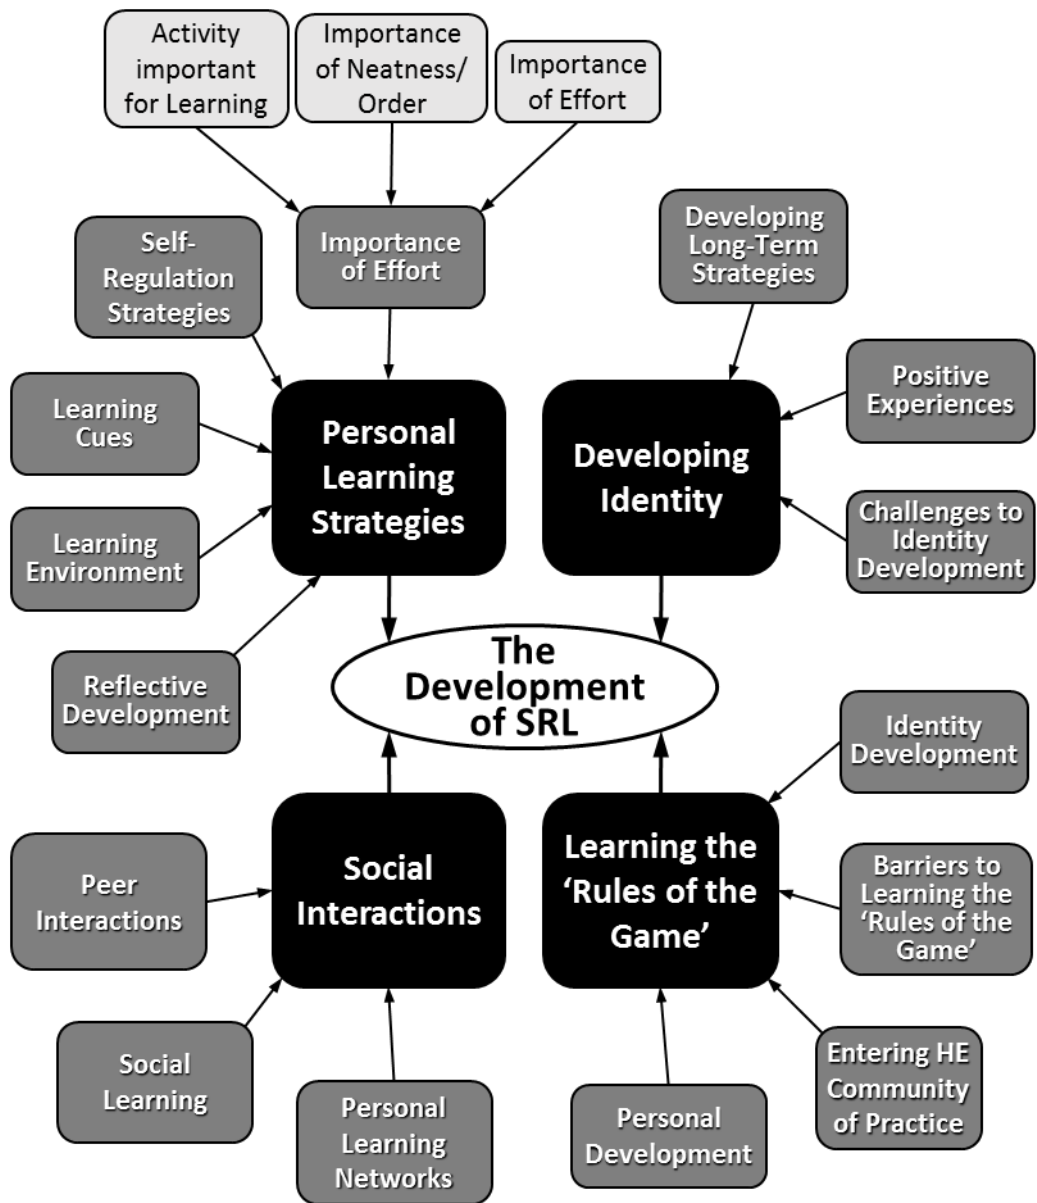 Activity
important
for Learning
Importance
of Neatness/
Order
Importance
of Effort
Self-
Regulation
Strategies
Importance
of Effort
Developing
Long-Term
Strategies
Learning
Cues
Personal
Learning
Strategies
Developing
Identity
Positive
Experiences
Learning
Environment
Challenges to
Identity
Development
Reflective
Development
The
Development
of SRL
Identity
Development
Peer
Interactions
Social
Interactions
Learning the
‘Rules of the
Game’
Barriers to
Learning the
‘Rules of the
Game’
Social
Learning
Personal
Learning
Networks
Personal
Development
Entering HE
Community
of Practice